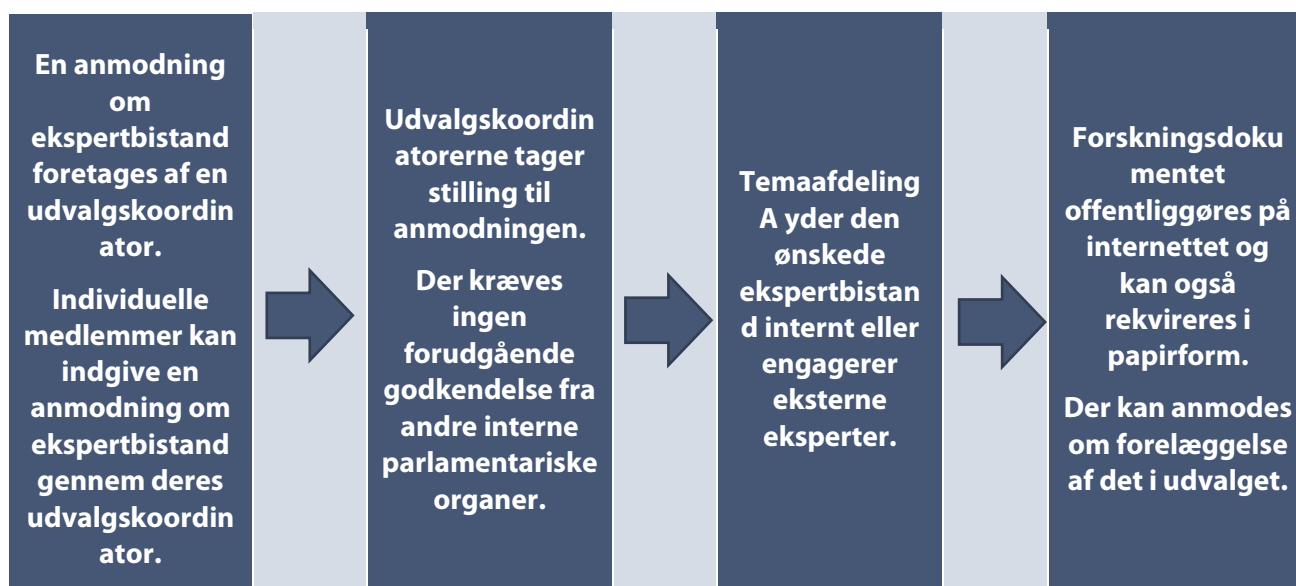 En anmodning
om
ekspertbistand
foretages af en
udvalgskoordin
ator.
Individuelle
medlemmer kan
indgive en
anmodning om
ekspertbistand
gennem deres
udvalgskoordin
ator.
Udvalgskoordin
atorerne tager
stilling til
anmodningen.
Der kræves
ingen
forudgående
godkendelse fra
andre interne
parlamentariske
organer.
Temaafdeling
A yder den
ønskede
ekspertbistan
d internt eller
engagerer
eksterne
eksperter.
Forskningsdoku
mentet
offentliggøres på
internettet og
kan også
rekvireres i
papirform.
Der kan anmodes
om forelæggelse
af det i udvalget.